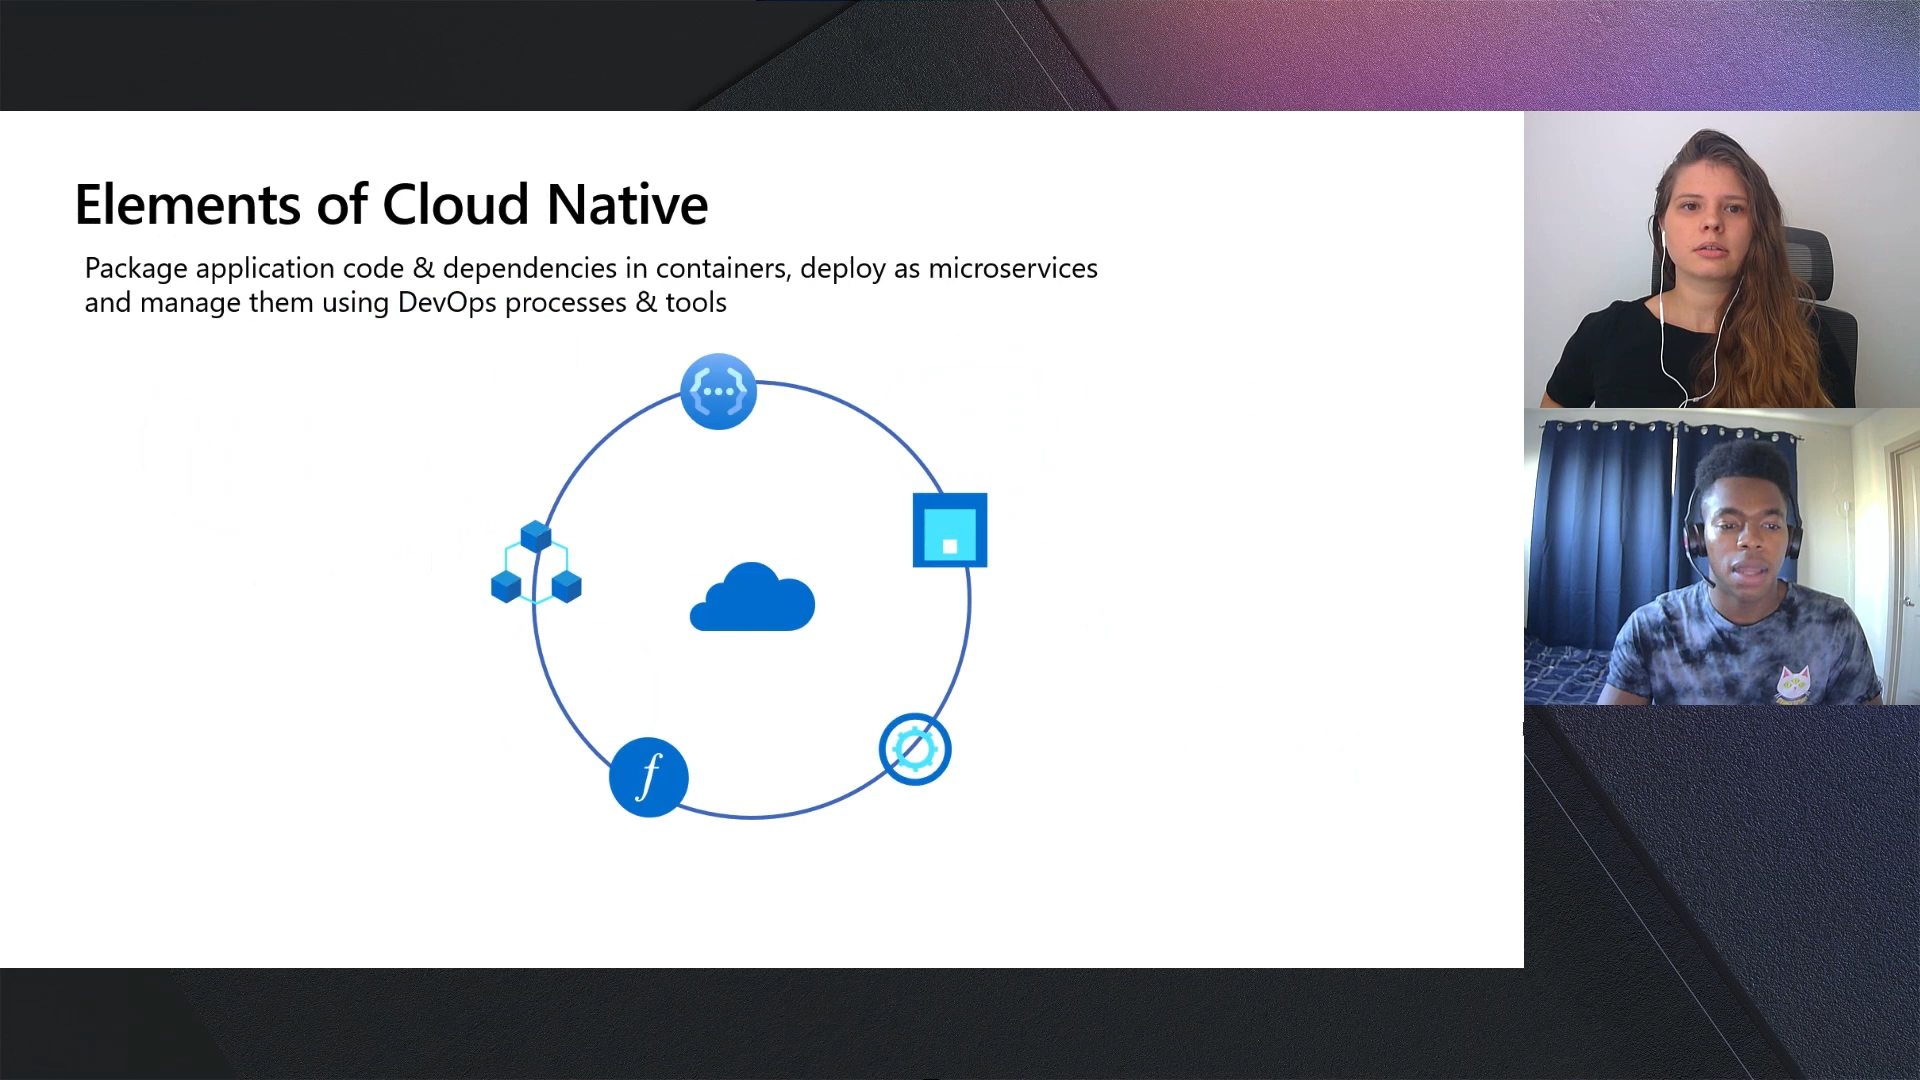 Elements of Cloud Native
Package application code & dependencies in containers, deploy as microservices
and manage them using DevOps processes & tools
{...}
f